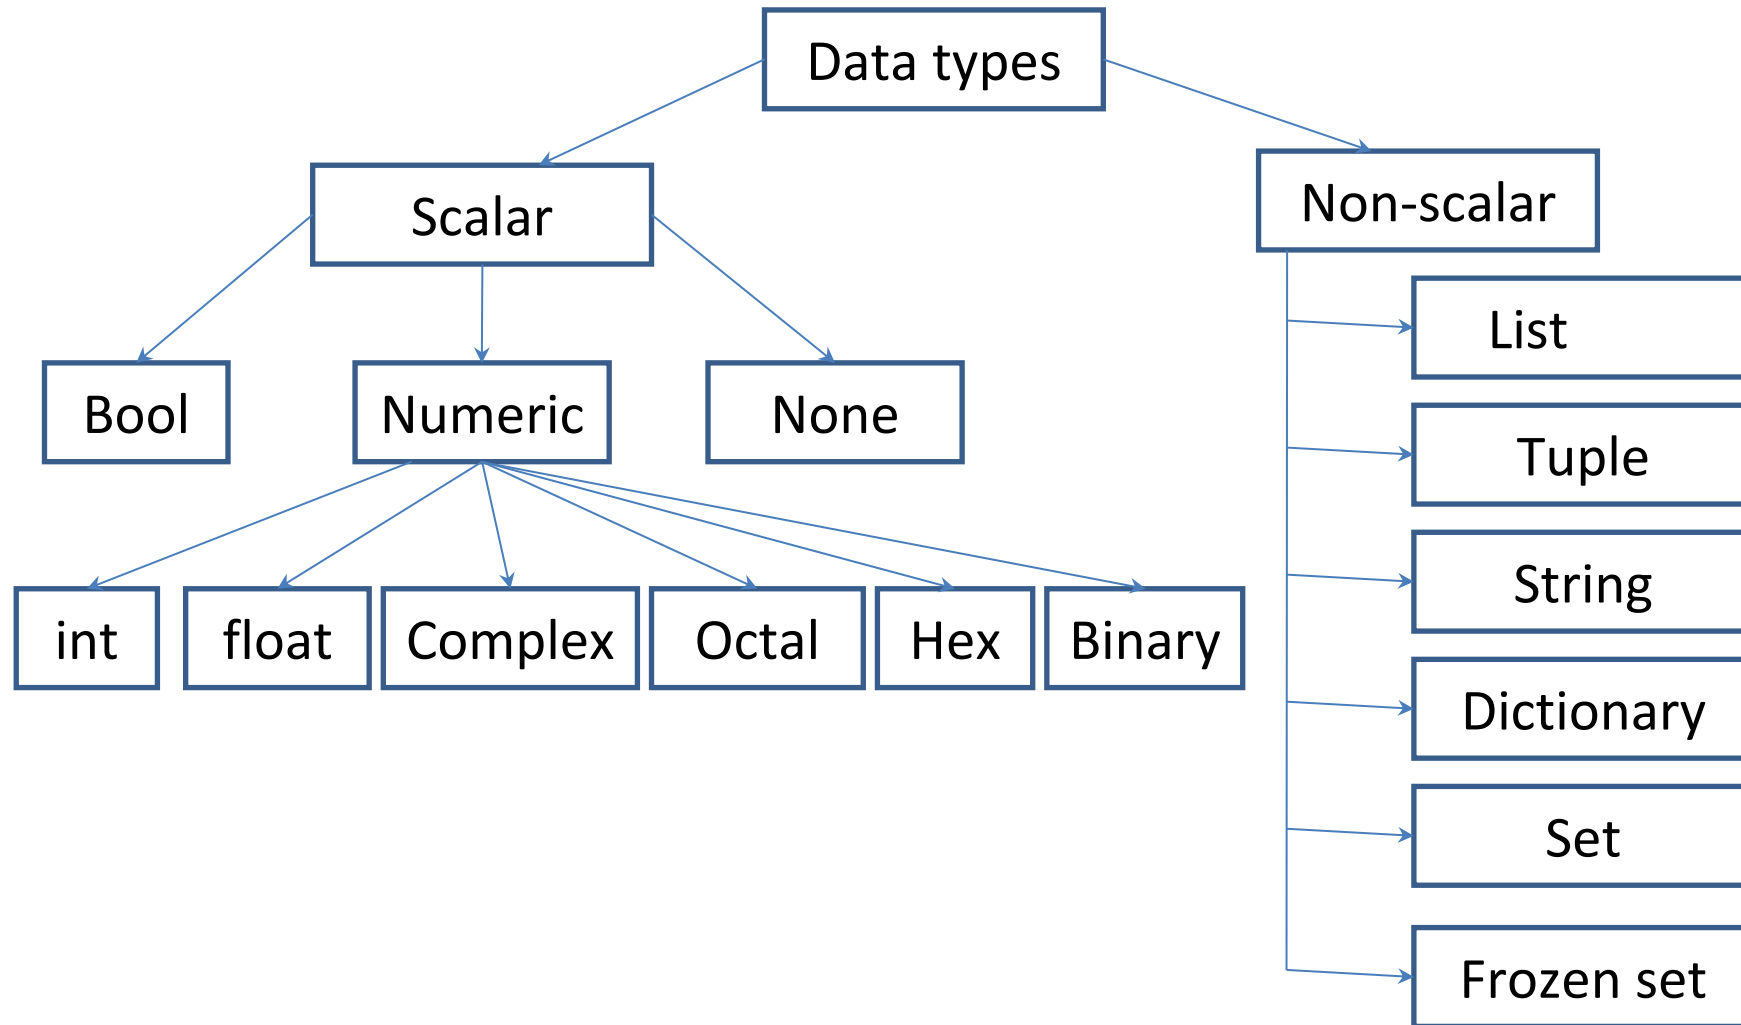 Data types
Scalar
Non-scalar
Bool
Numeric
None
int
float
Complex
Octal
Hex
Binary
List
Tuple
String
Dictionary
Set
Frozen set